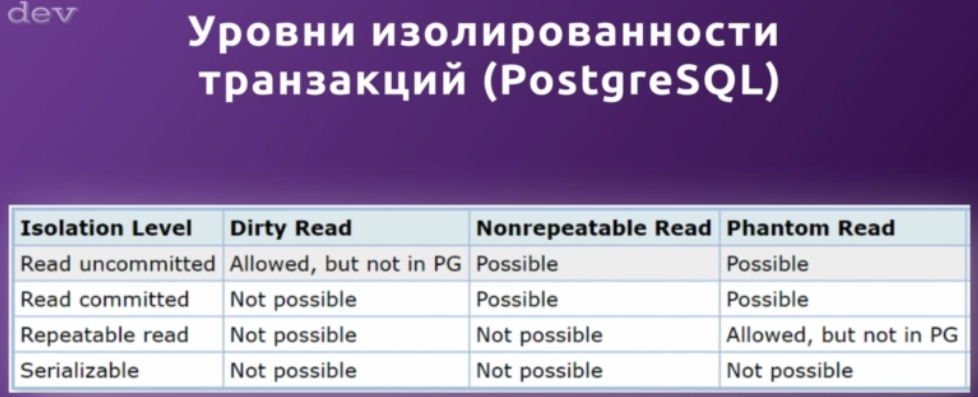 dev
Уровни изолированности
транзакций (PostgreSQL)
Isolation Level Dirty Read Nonrepeatable Read Phantom Read
Read uncommitted Allowed, but not in PG Possible Possible
Read committed Not possible Possible Possible
Repeatable read Not possible Not possible Allowed, but not in PG
Serializable Not possible Not possible Not possible